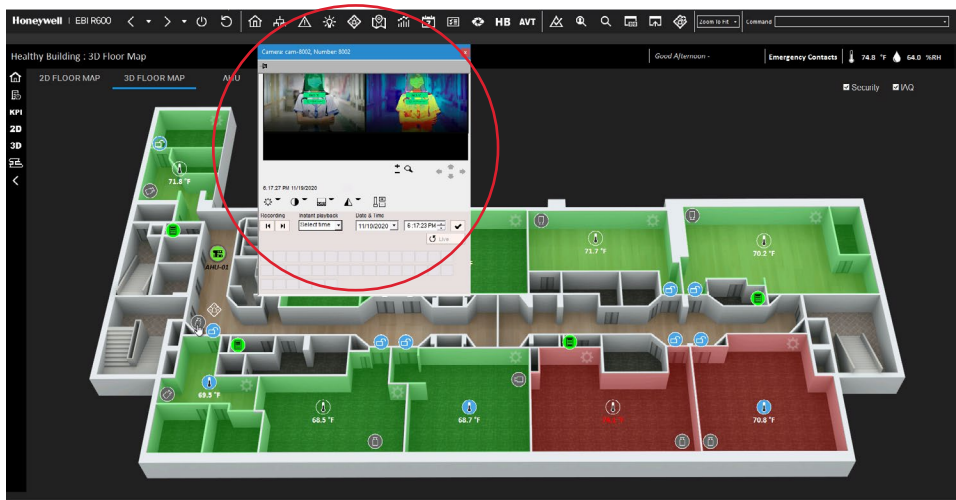 Honeywell | EBI R600
HB AVT Zoom to Fit Command
Healthy Building : 3D Floor Map
Good Afternoon -
Emergency Contacts 74.8 °F 64.0 %RH
2D FLOOR MAP 3D FLOOR MAP AHU
Security IAQ
KPI
2D
3D
Camera: cam-8002, Number: 8002
6:17:27 PM 11/19/2020
Recording Instant playback Date & Time
Select time 11/19/2020 6:17:23 PM
Live
71.8 °F
AHU-01
°F
71.7 °F
70.2 °F
69.5 °F
68.5 °F
68.7 °F
70.8 °F